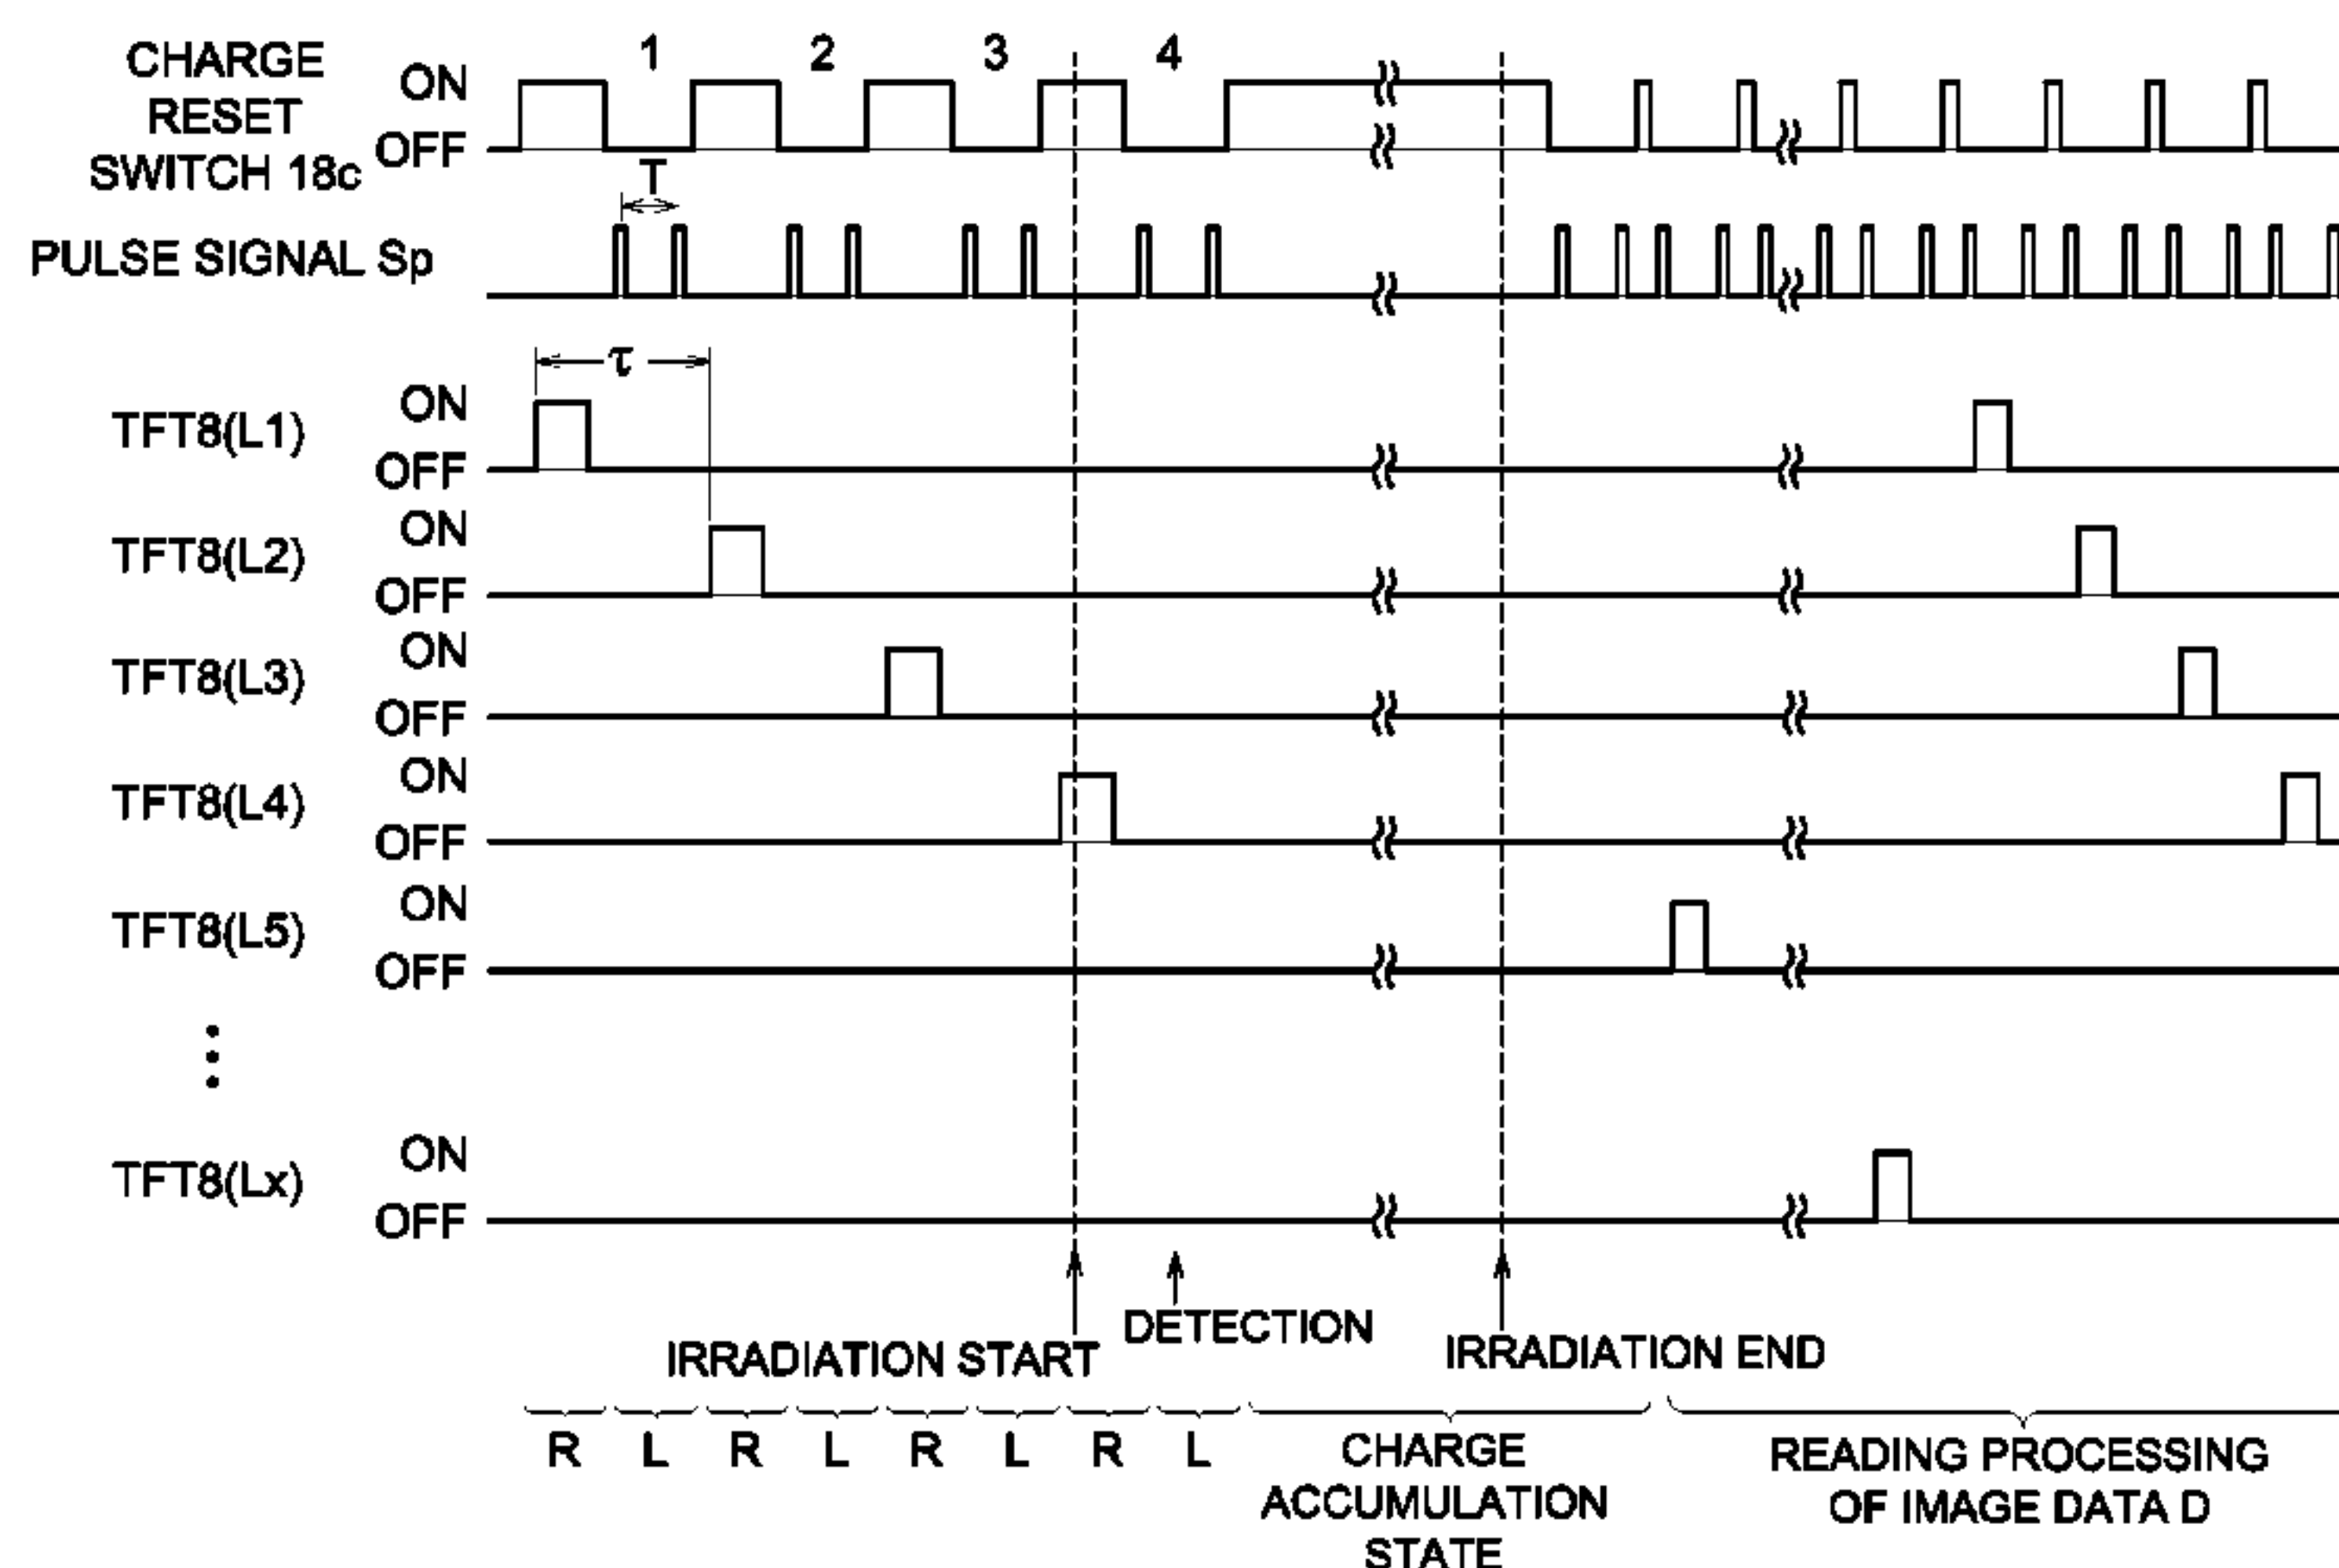 CHARGE
RESET
SWITCH 18c
ON
OFF
1 2 3 4
T
PULSE SIGNAL Sp
τ
TFT8(L1)
ON
OFF
TFT8(L2)
ON
OFF
TFT8(L3)
ON
OFF
TFT8(L4)
ON
OFF
TFT8(L5)
ON
OFF
TFT8(Lx)
ON
OFF
DETECTION
IRRADIATION START
IRRADIATION END
R L R L R L R L
CHARGE
ACCUMULATION
STATE
READING PROCESSING
OF IMAGE DATA D